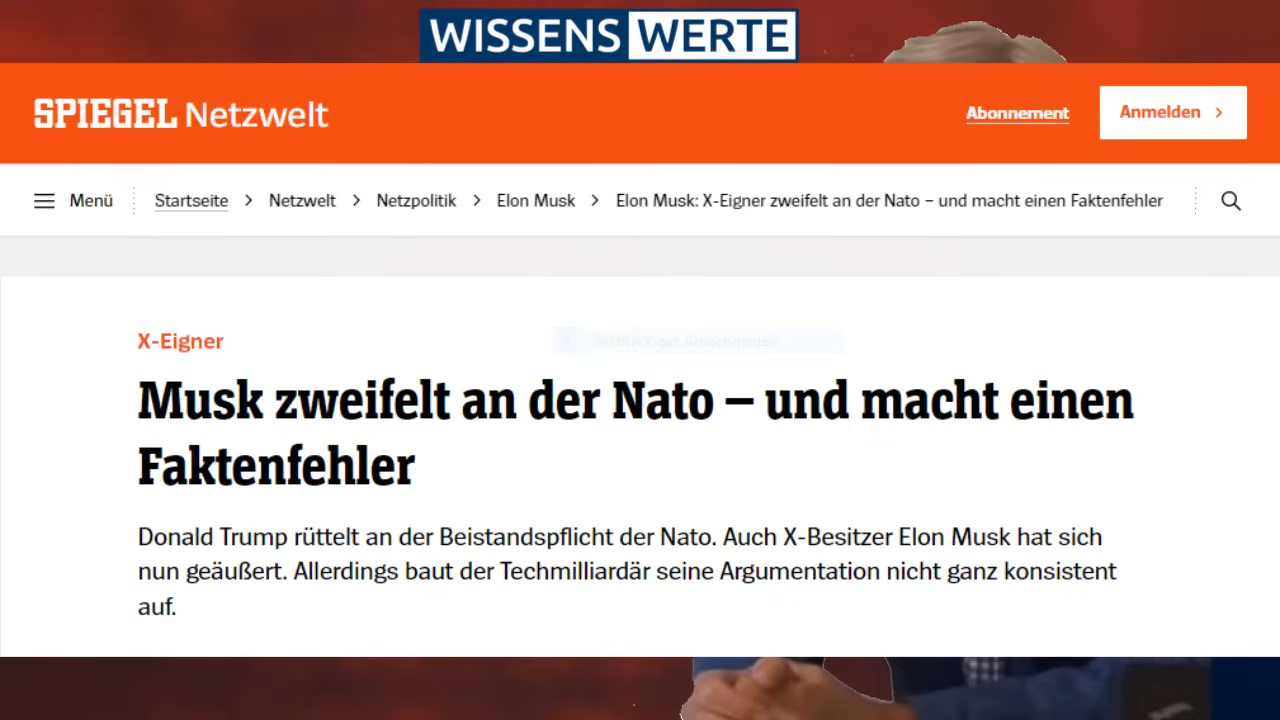 WISSENS WERTE
SPIEGEL Netzwelt
Abonnement
Anmelden
Menü
Startseite > Netzwelt > Netzpolitik > Elon Musk > Elon Musk: X-Eigner zweifelt an der Nato – und macht einen Faktenfehler
X-Eigner
Musk zweifelt an der Nato – und macht einen
Faktenfehler
Donald Trump rüttelt an der Beistandspflicht der Nato. Auch X-Besitzer Elon Musk hat sich
nun geäußert. Allerdings baut der Techmilliardär seine Argumentation nicht ganz konsistent
auf.